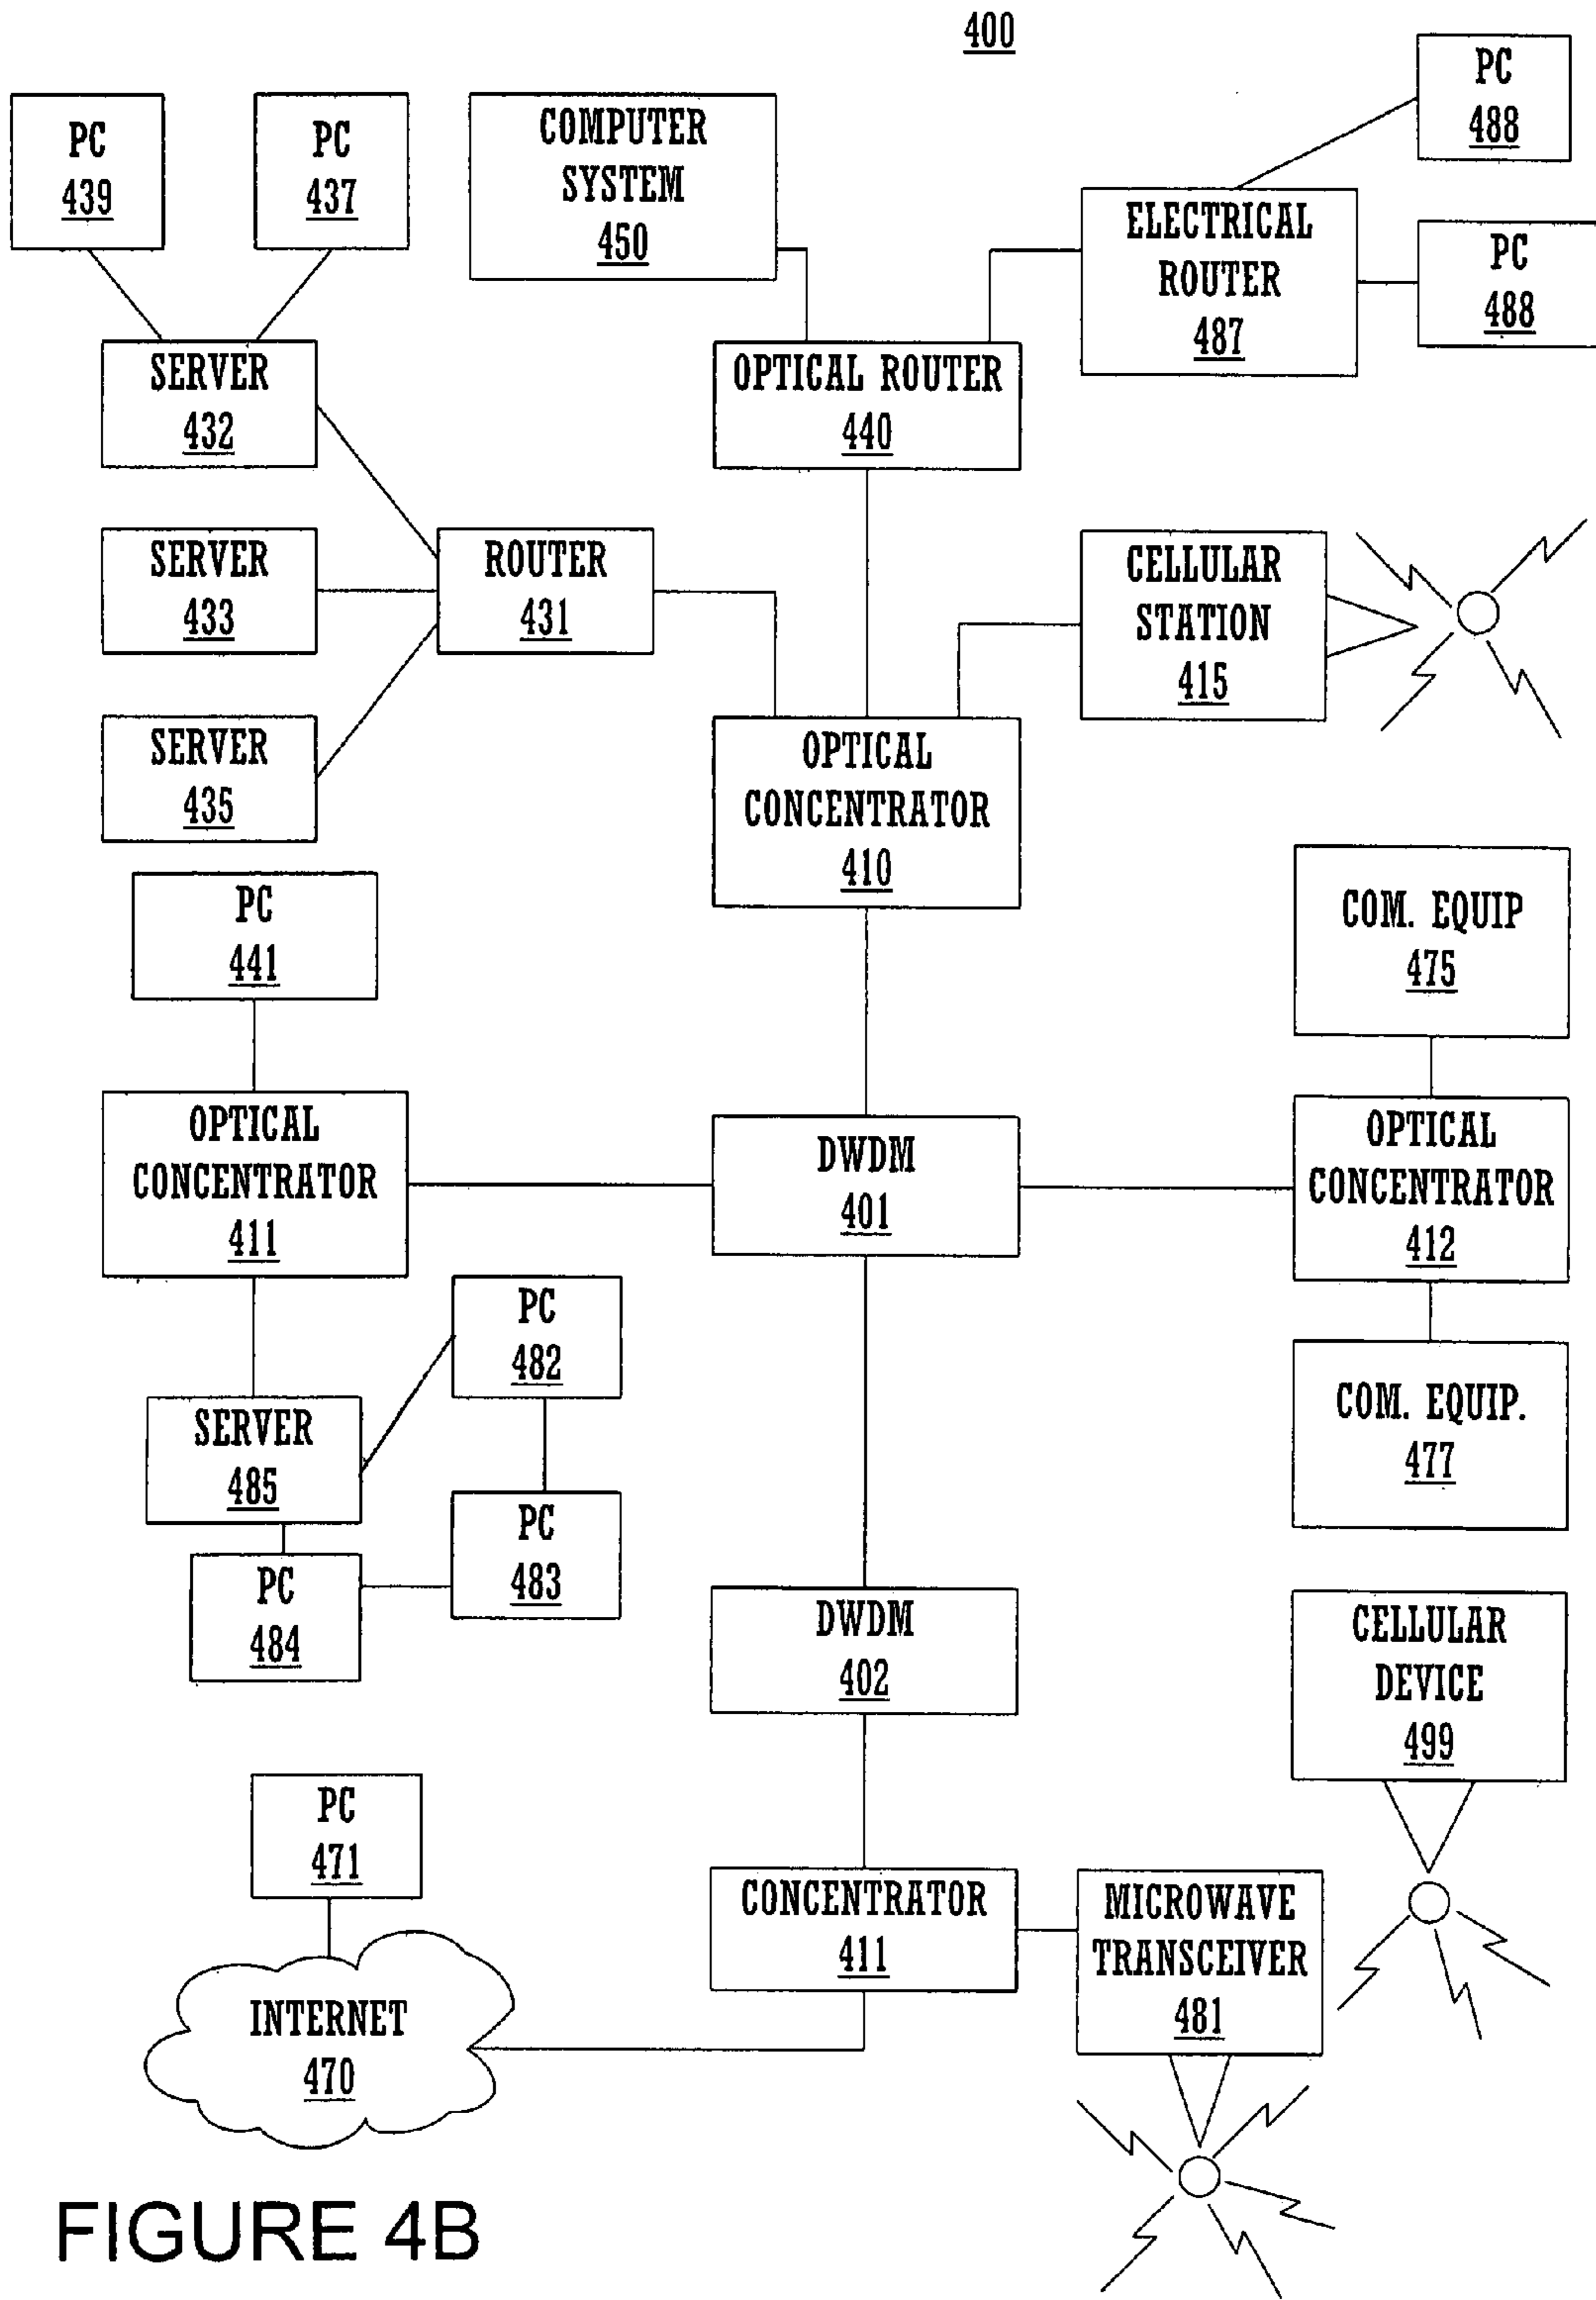 400
PC
439
PC
437
COMPUTER
SYSTEM
450
PC
488
ELECTRICAL
ROUTER
487
PC
488
SERVER
432
OPTICAL ROUTER
440
SERVER
433
ROUTER
431
CELLULAR
STATION
415
SERVER
435
OPTICAL
CONCENTRATOR
410
PC
441
COM. EQUIP
475
OPTICAL
CONCENTRATOR
411
DWDM
401
OPTICAL
CONCENTRATOR
412
PC
482
SERVER
485
COM. EQUIP.
477
PC
483
PC
484
DWDM
402
CELLULAR
DEVICE
499
PC
471
CONCENTRATOR
411
MICROWAVE
TRANSCEIVER
481
INTERNET
470
FIGURE 4B